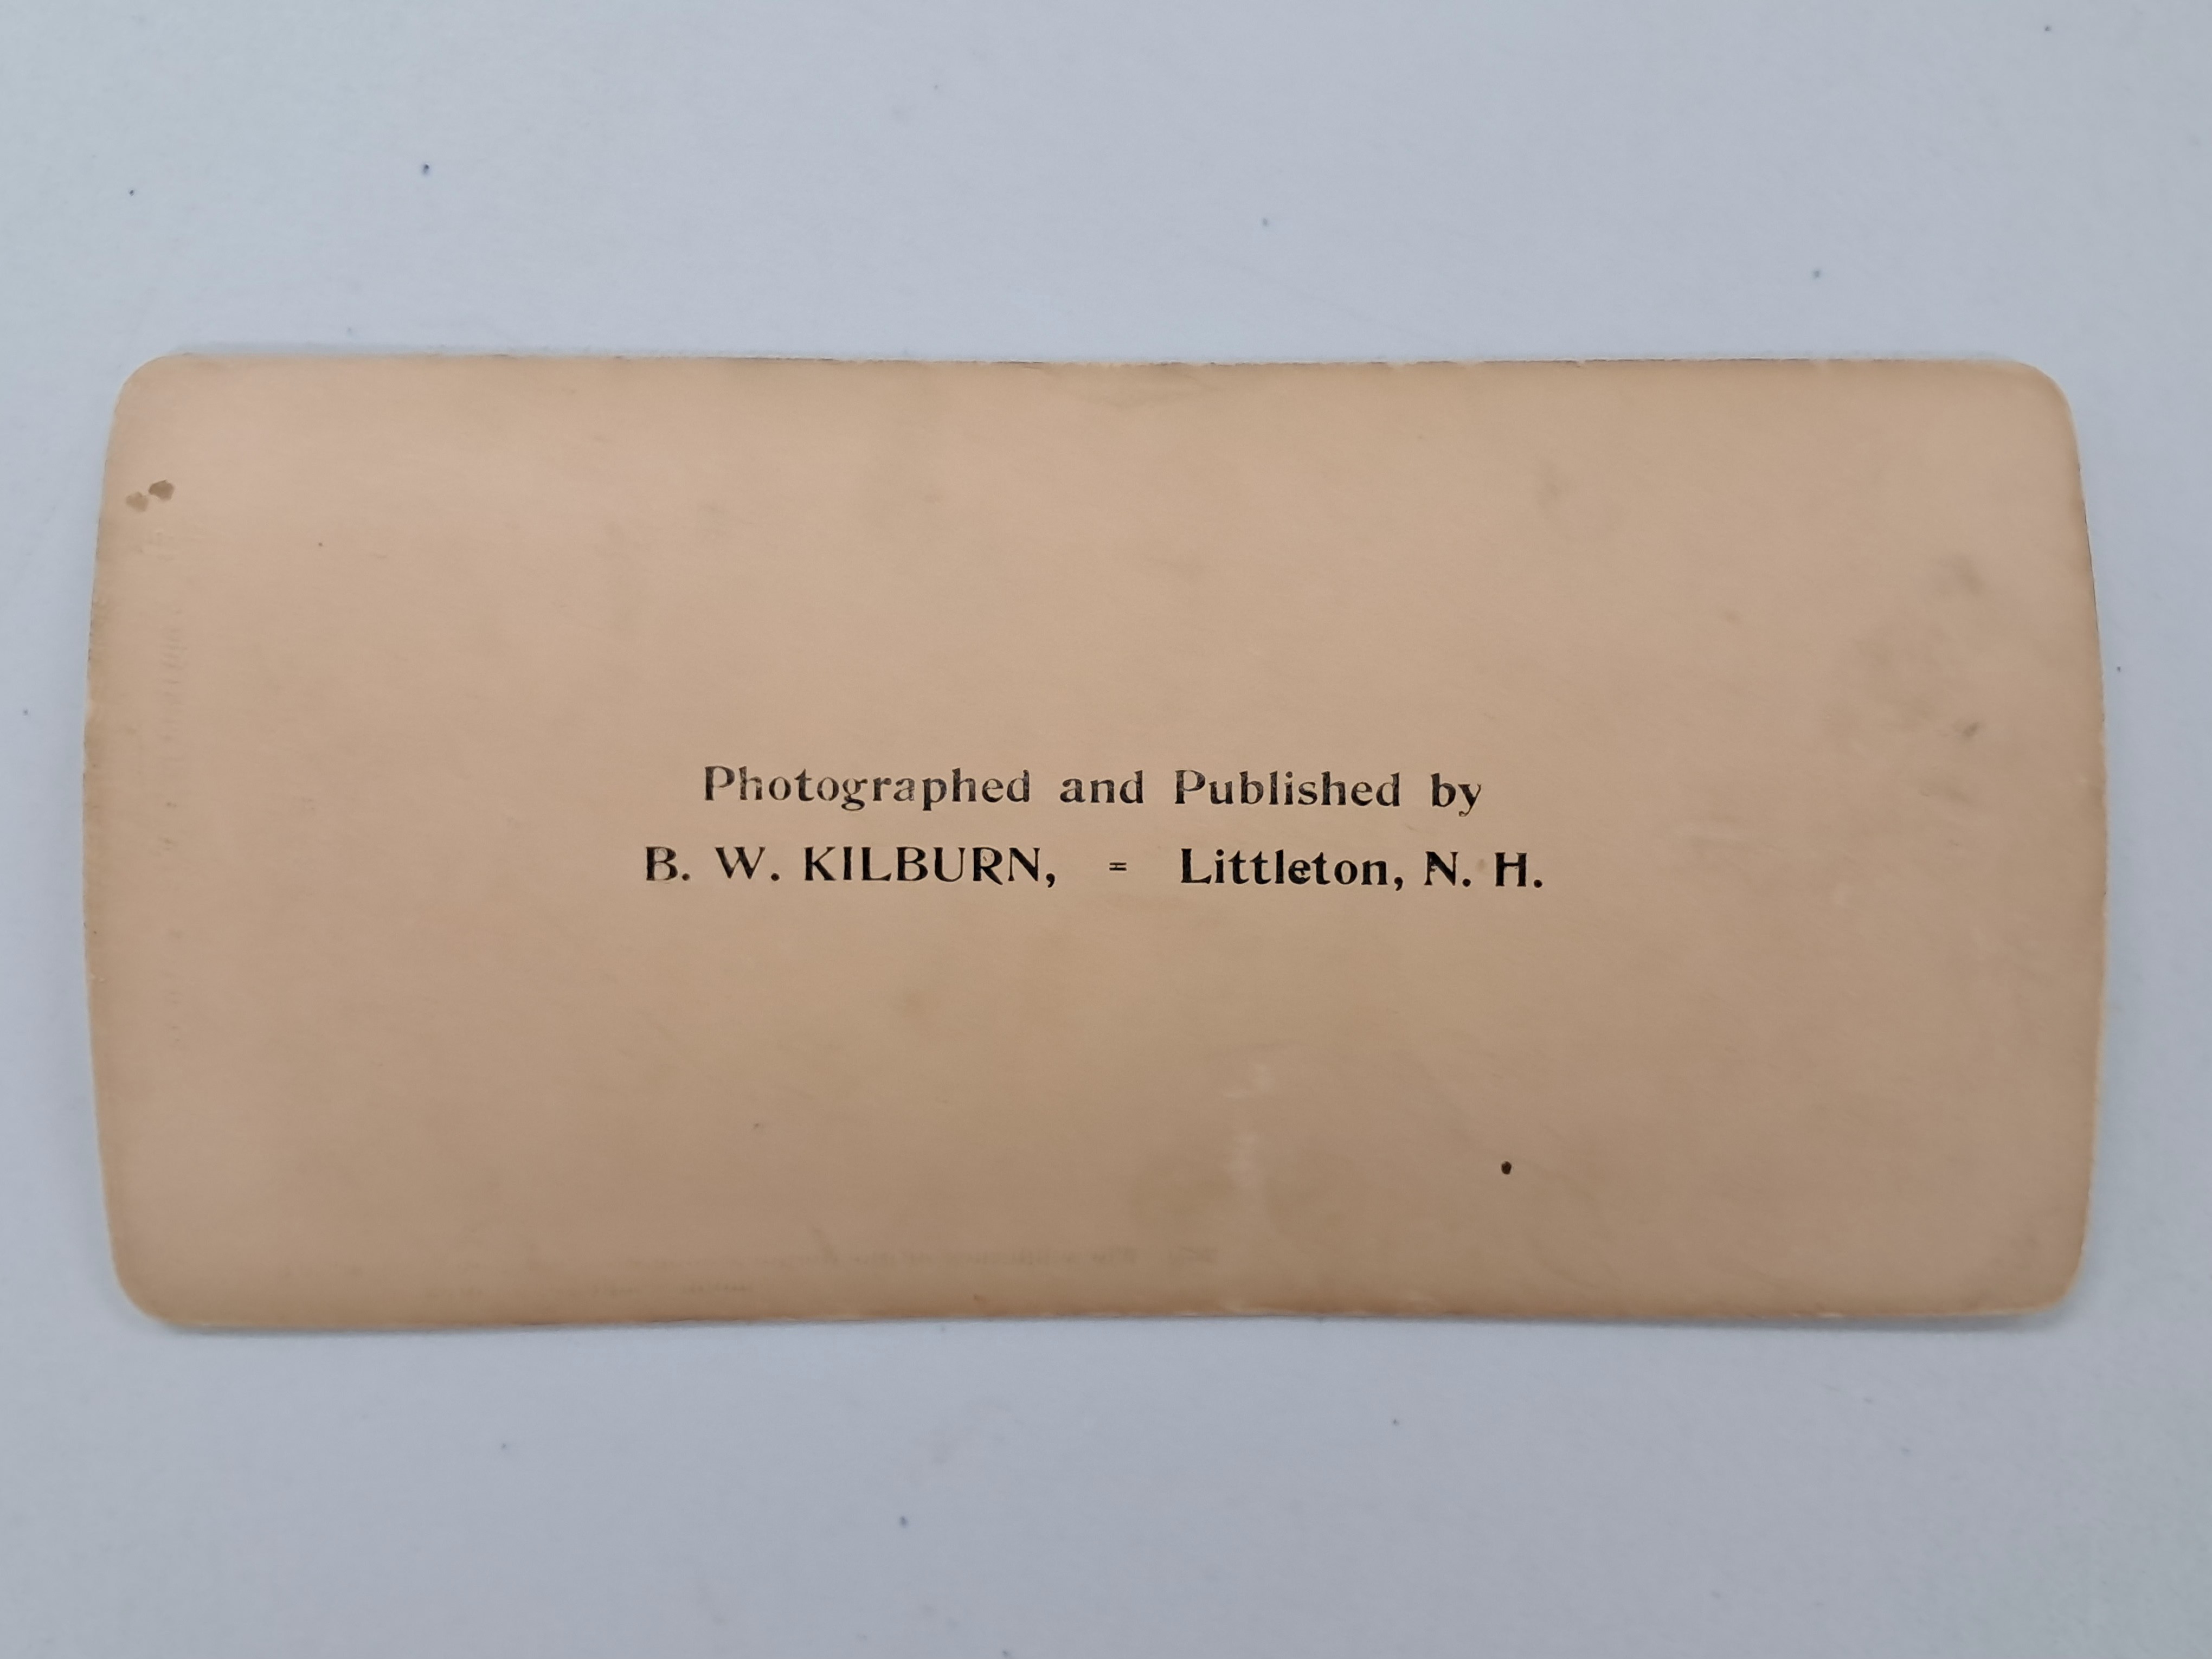 Photographed and Published by
B. W. KILBURN, = Littleton, N. H.